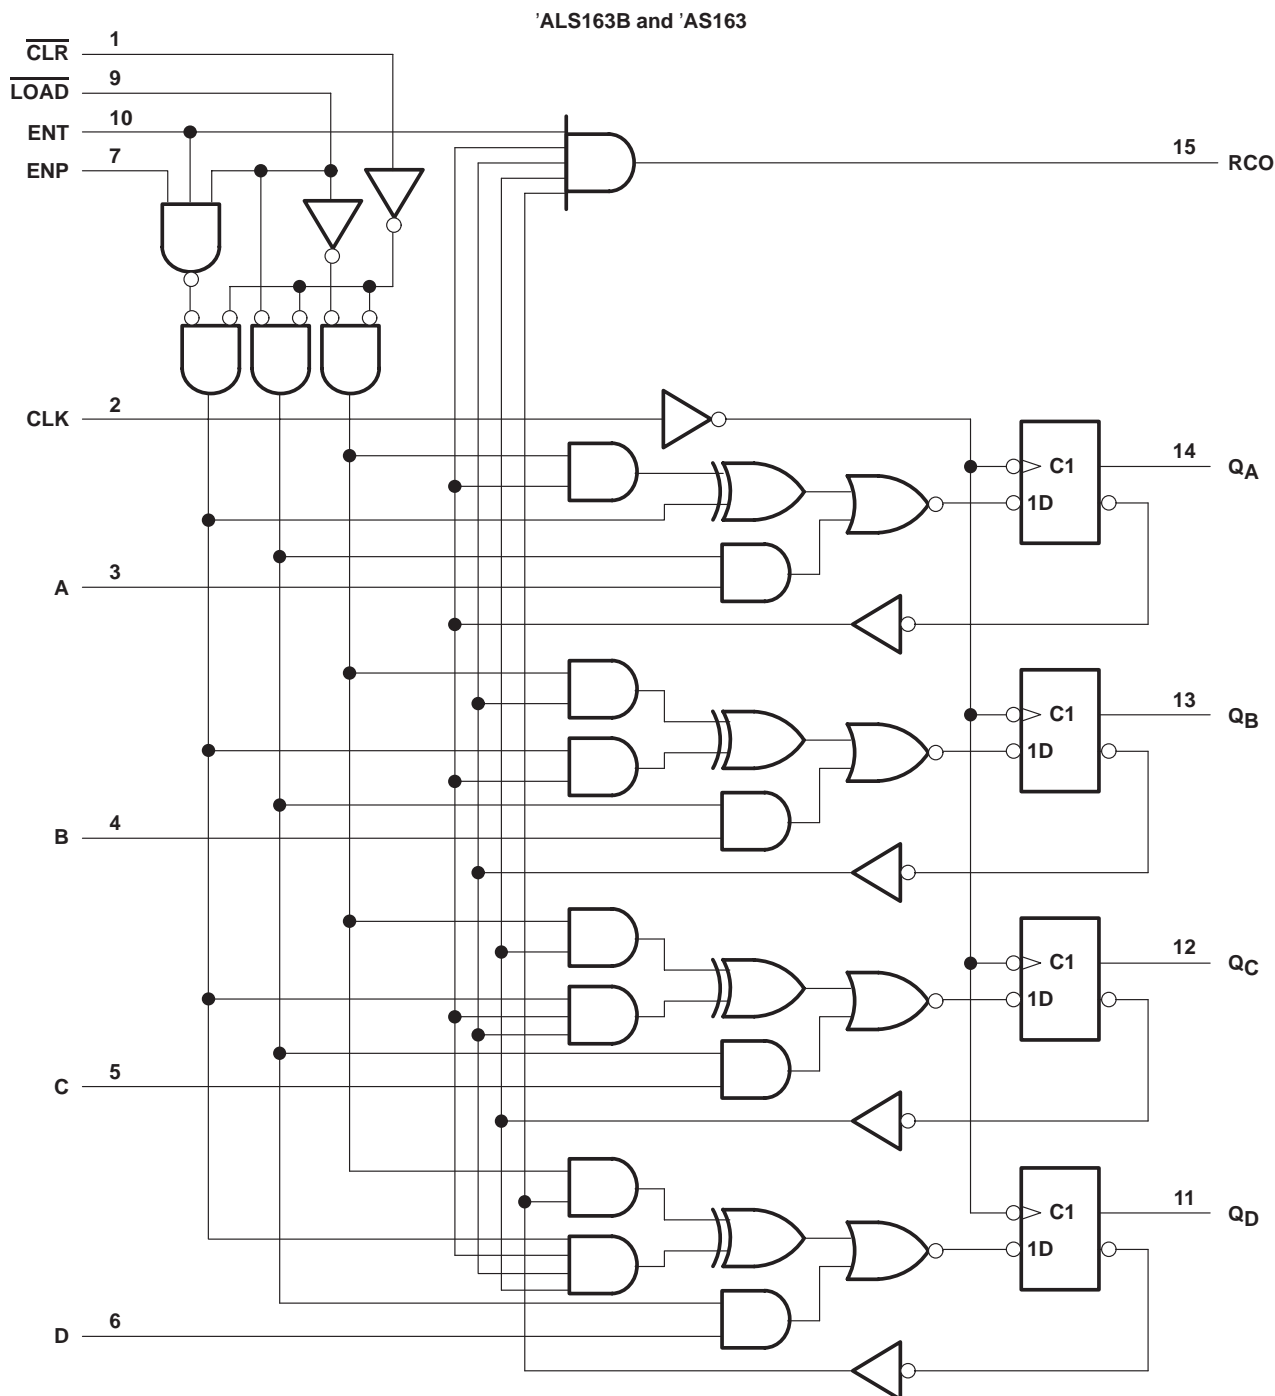 ’ALS163B and ’AS163
CLR 1
LOAD 9
ENT 10
ENP 7
15 RCO
CLK 2
C1 14 QA
1D
A 3
C1 13 QB
1D
B 4
C1 12 QC
1D
C 5
C1 11 QD
1D
D 6